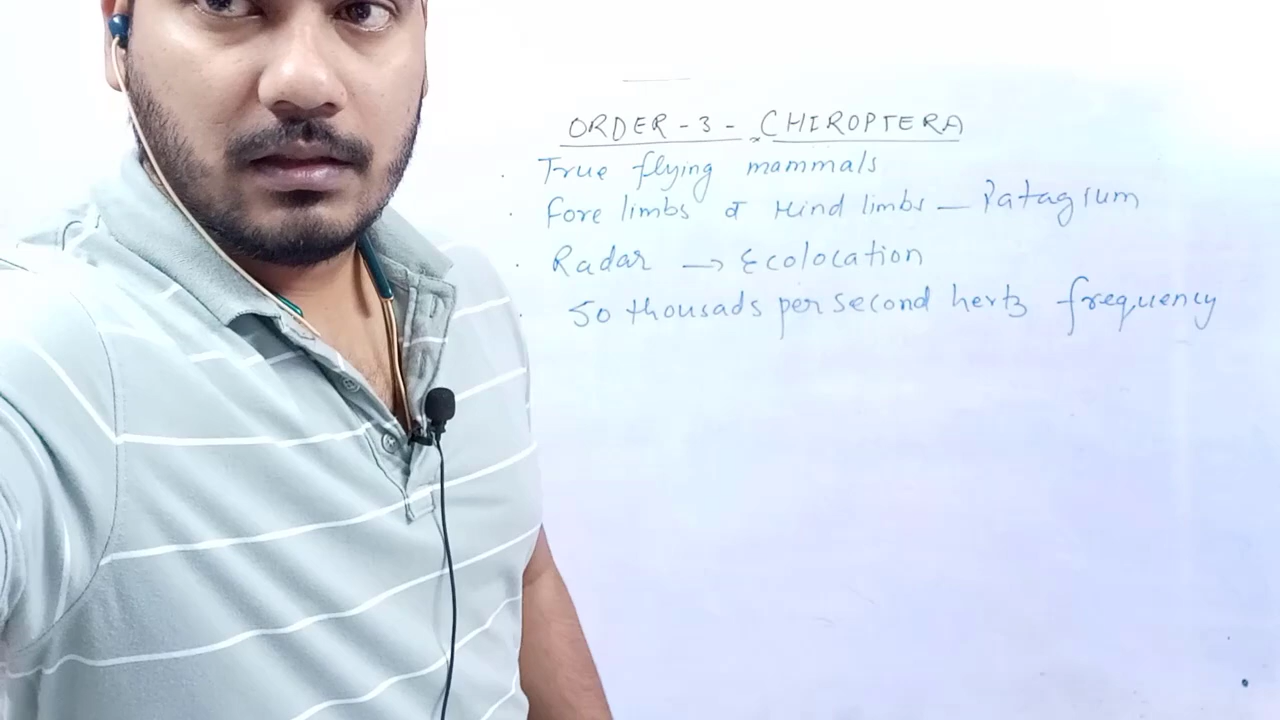 ORDER - 3 - CHIROPTERA
True flying mammals
Fore limbs व Hind limbs — Patagium
Radar → Ecolocation
50 thousads per second hertz frequency